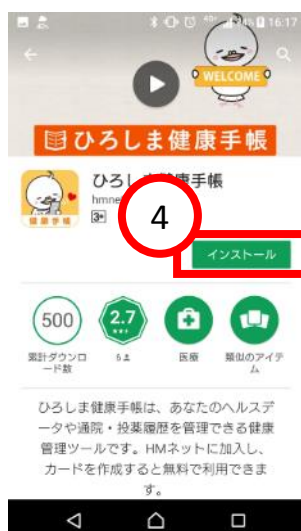 16:17
WELCOME
ひろしま健康手帳
ひろしま健康手帳
hmne
3+
4
インストール
500
2.7
累計ダウンロ
ード数
医療
類似のアイテ
ム
ひろしま健康手帳は、あなたのヘルスデ
ータや通院・投薬履歴を管理できる健康
管理ツールです。HMネットに加入し、
カードを作成すると無料で利用できま
す。